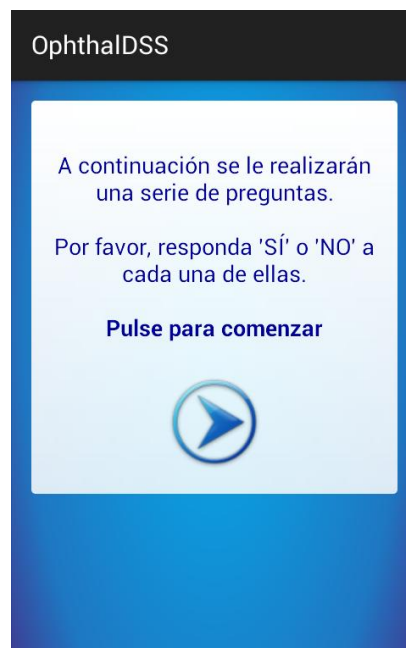 OphthalDSS
A continuación se le realizarán
una serie de preguntas.
Por favor, responda 'SÍ' o 'NO' a
cada una de ellas.
Pulse para comenzar